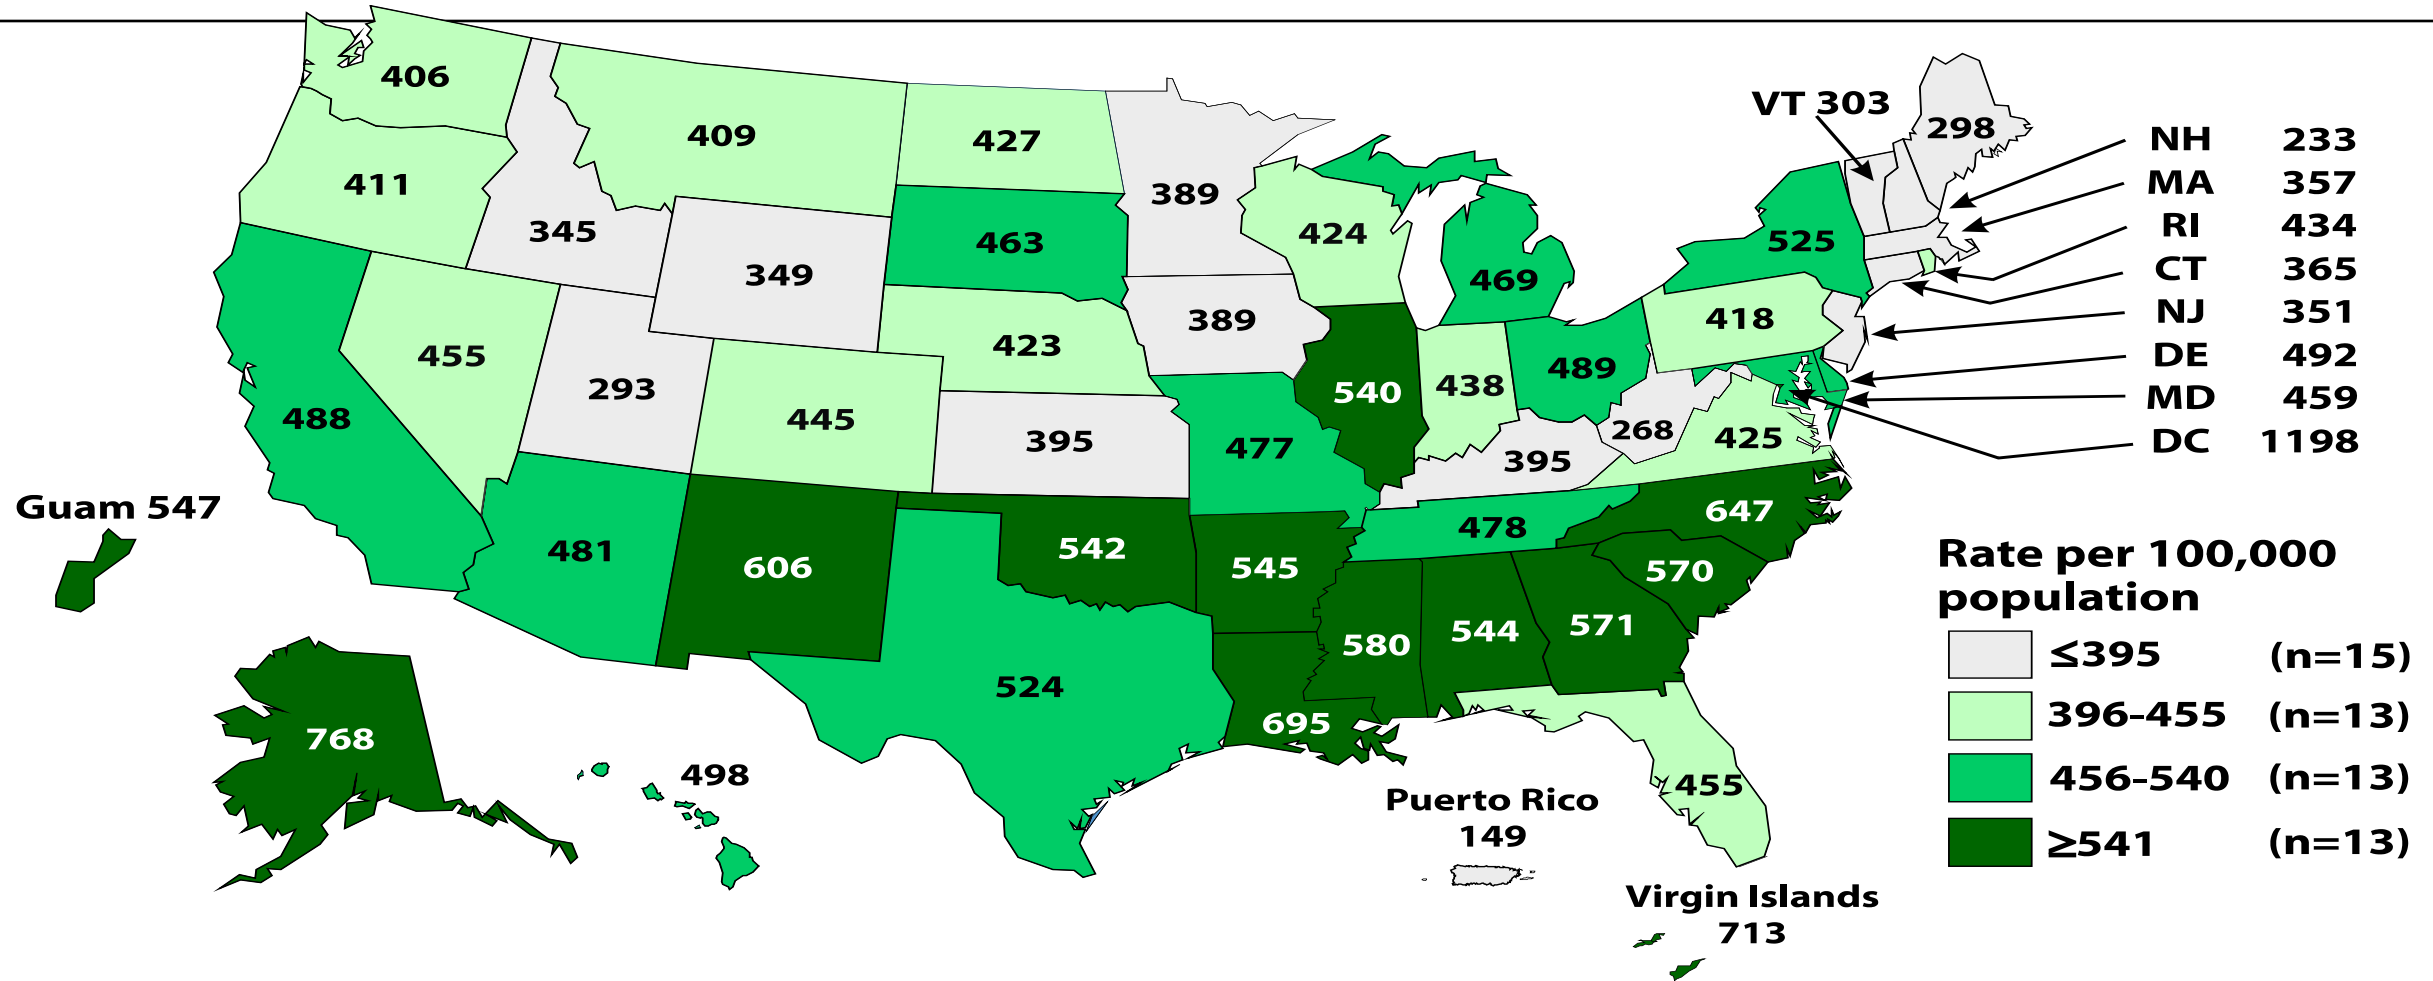 406
409
427
VT 303
298
NH 233
411
389
MA 357
345
463
424
525
RI 434
349
469
CT 365
455
423
389
418
NJ 351
293
540
438
489
DE 492
488
445
395
477
268
425
MD 459
395
DC 1198
Guam 547
481
606
542
545
478
647
570
Rate per 100,000
population
580
544
571
≤395 (n=15)
524
695
396-455 (n=13)
768
498
455
456-540 (n=13)
Puerto Rico
149
≥541 (n=13)
Virgin Islands
713